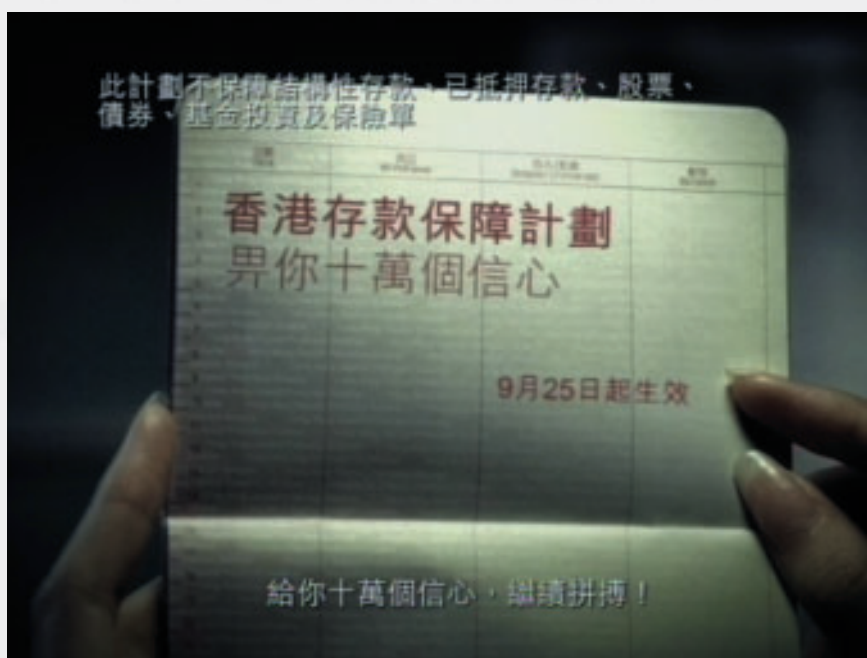 此計劃不保障結構性存款、已抵押存款、股票、
債券、基金投資及保險單
香港存款保障計劃
畀你十萬個信心
9月25日起生效
給你十萬個信心，繼續拼搏！